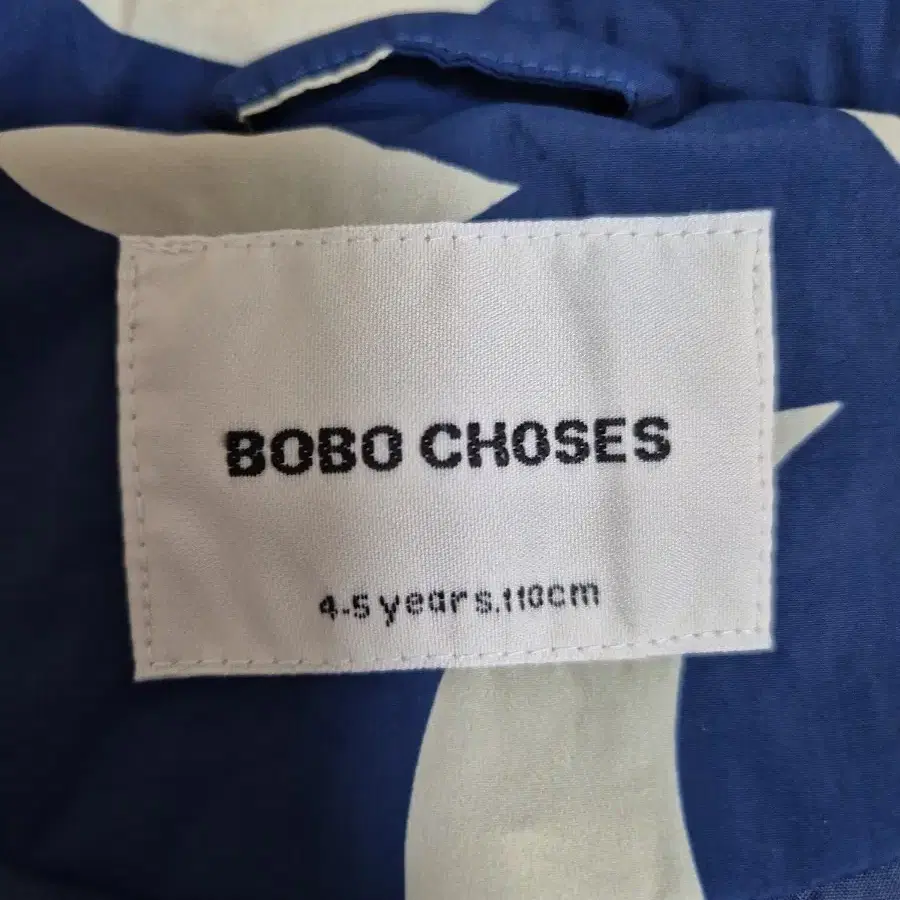 BOBO CHOSES
4-5 years.110cm